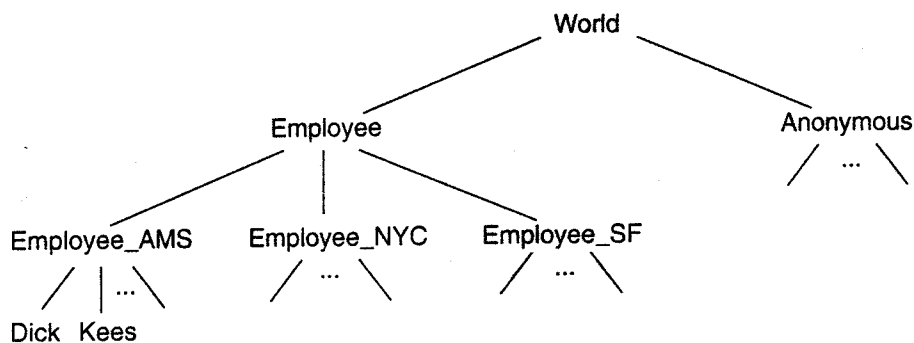 World
Employee
Anonymous
...
Employee_AMS
Employee_NYC
Employee_SF
...
...
...
Dick
Kees